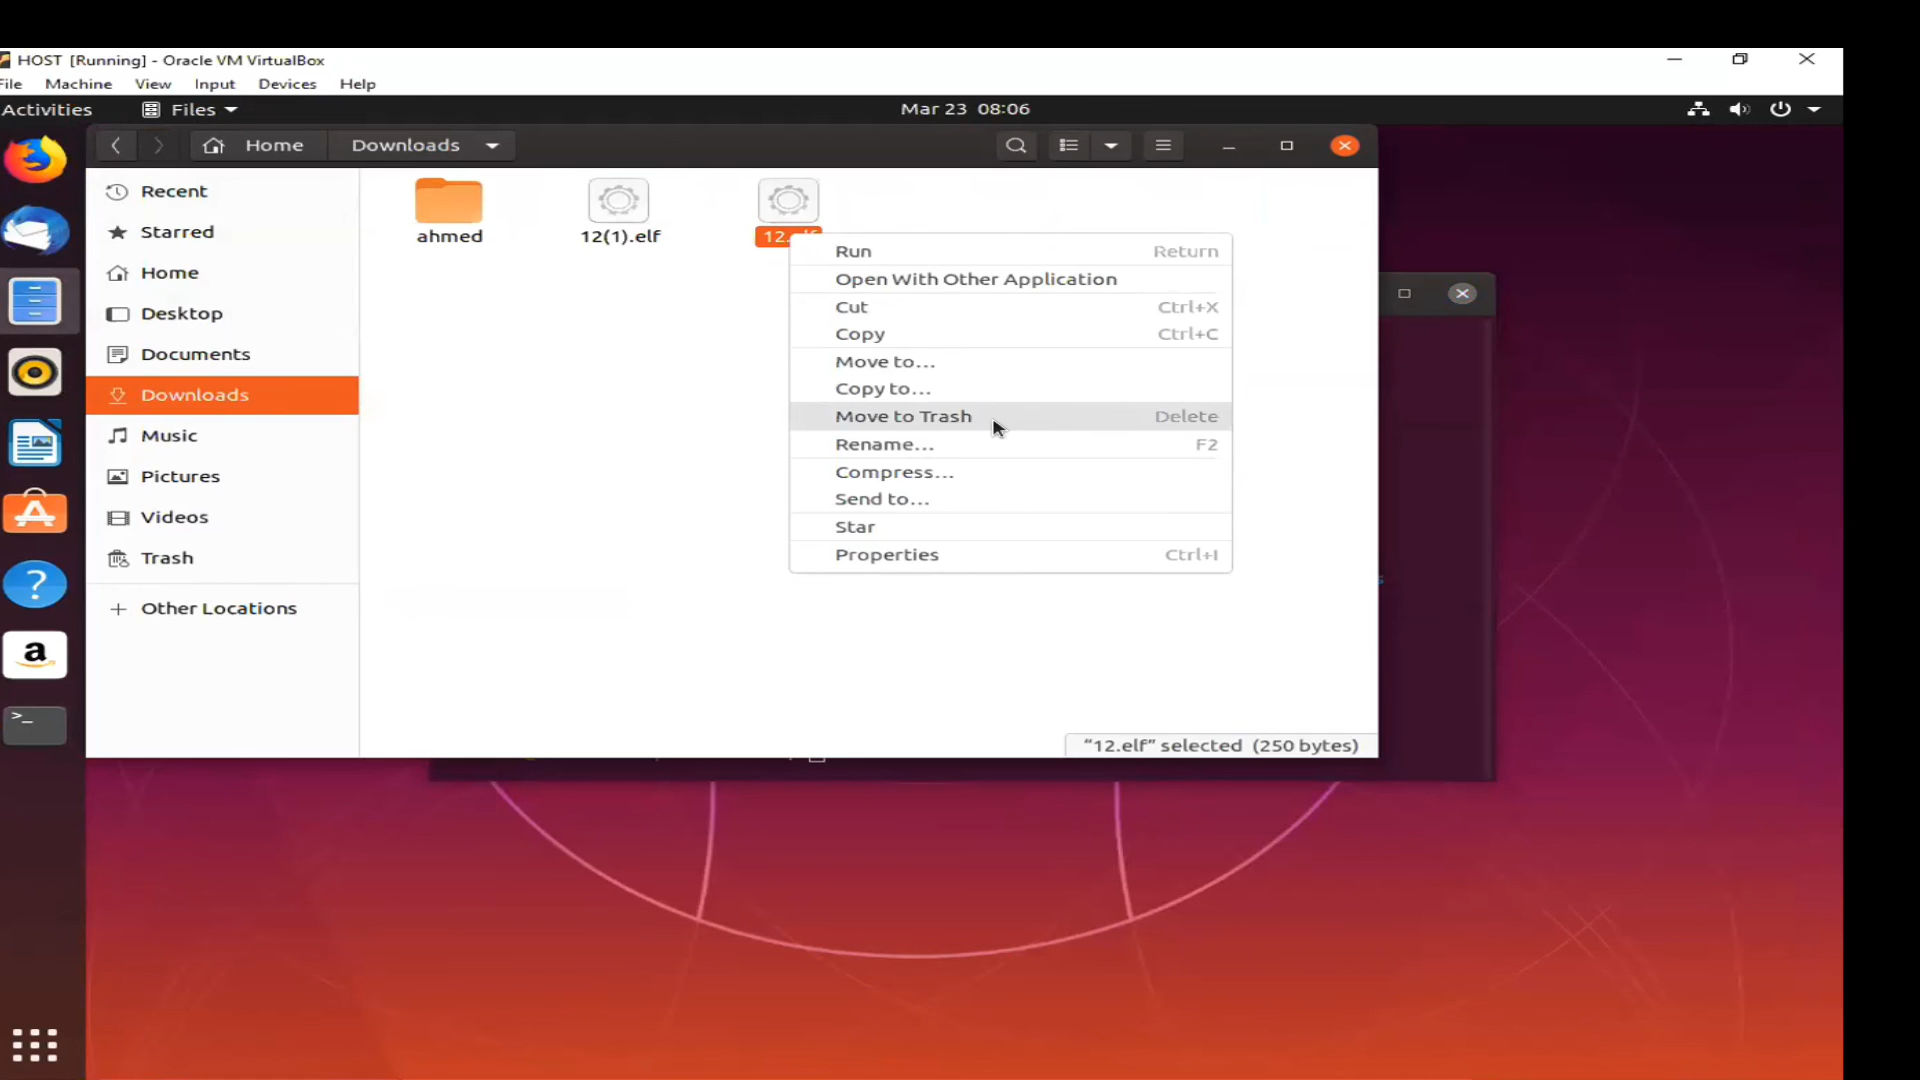 HOST [Running] - Oracle VM VirtualBox
File Machine View Input Devices Help
Activities Files Mar 23 08:06
Home Downloads
Recent
Starred
Home
Desktop
Documents
Downloads
Music
Pictures
Videos
Trash
Other Locations
ahmed
12(1).elf
12.elf
Run Return
Open With Other Application
Cut Ctrl+X
Copy Ctrl+C
Move to…
Copy to…
Move to Trash Delete
Rename… F2
Compress…
Send to…
Star
Properties Ctrl+I
“12.elf” selected (250 bytes)